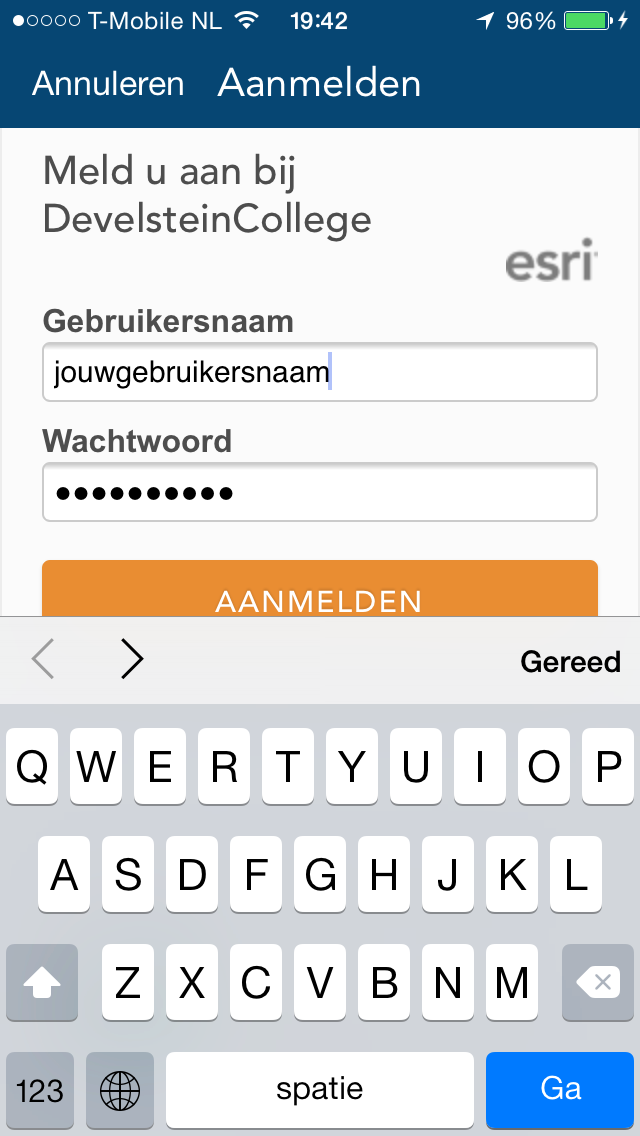 T-Mobile NL 19:42 96%
Annuleren Aanmelden
Meld u aan bij
DevelsteinCollege
esri
Gebruikersnaam
jouwgebruikersnaam
Wachtwoord
••••••••••
AANMELDEN
Gereed
Q W E R T Y U I O P
A S D F G H J K L
Z X C V B N M
123 spatie Ga